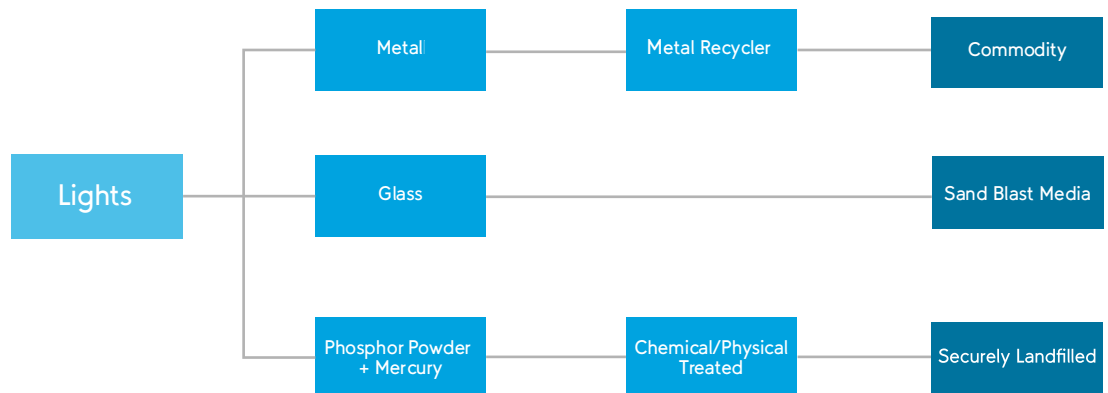 Metal
Metal Recycler
Commodity
Lights
Glass
Sand Blast Media
Phosphor Powder
+ Mercury
Chemical/Physical
Treated
Securely Landfilled